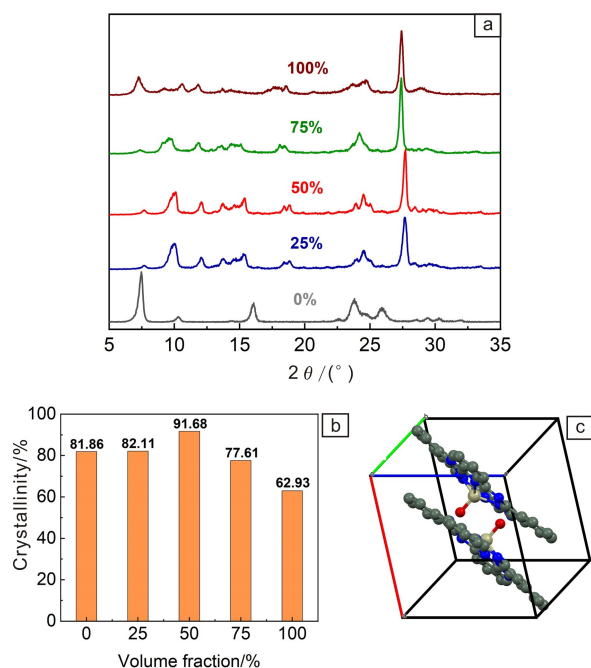 a
100%
75%
50%
25%
0%
5 10 15 20 25 30 35
2 θ /(°)
b
c
100
80
60
40
20
0
81.86 82.11 91.68 77.61 62.93
0 25 50 75 100
Crystallinity/%
Volume fraction/%